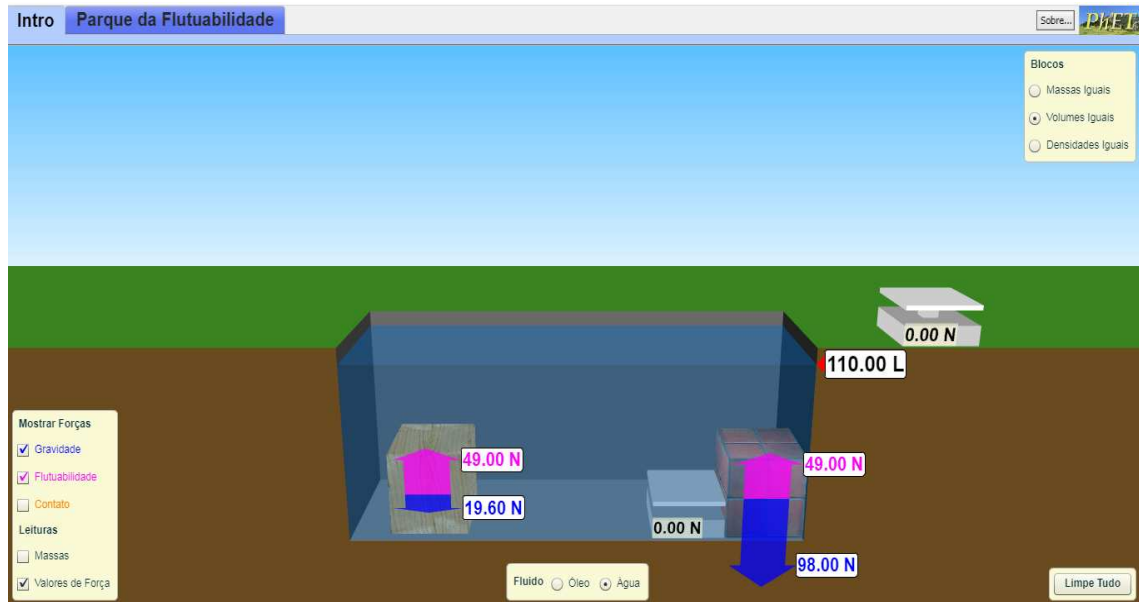 Intro Parque da Flutuabilidade
Sobre... PhET
Blocos
Massas Iguais
Volumes Iguais
Densidades Iguais
0.00 N
110.00 L
Mostrar Forças
Gravidade
Flutuabilidade
Contato
Leituras
Massas
Valores de Força
49.00 N
19.60 N
0.00 N
49.00 N
98.00 N
Fluido Óleo Água
Limpe Tudo